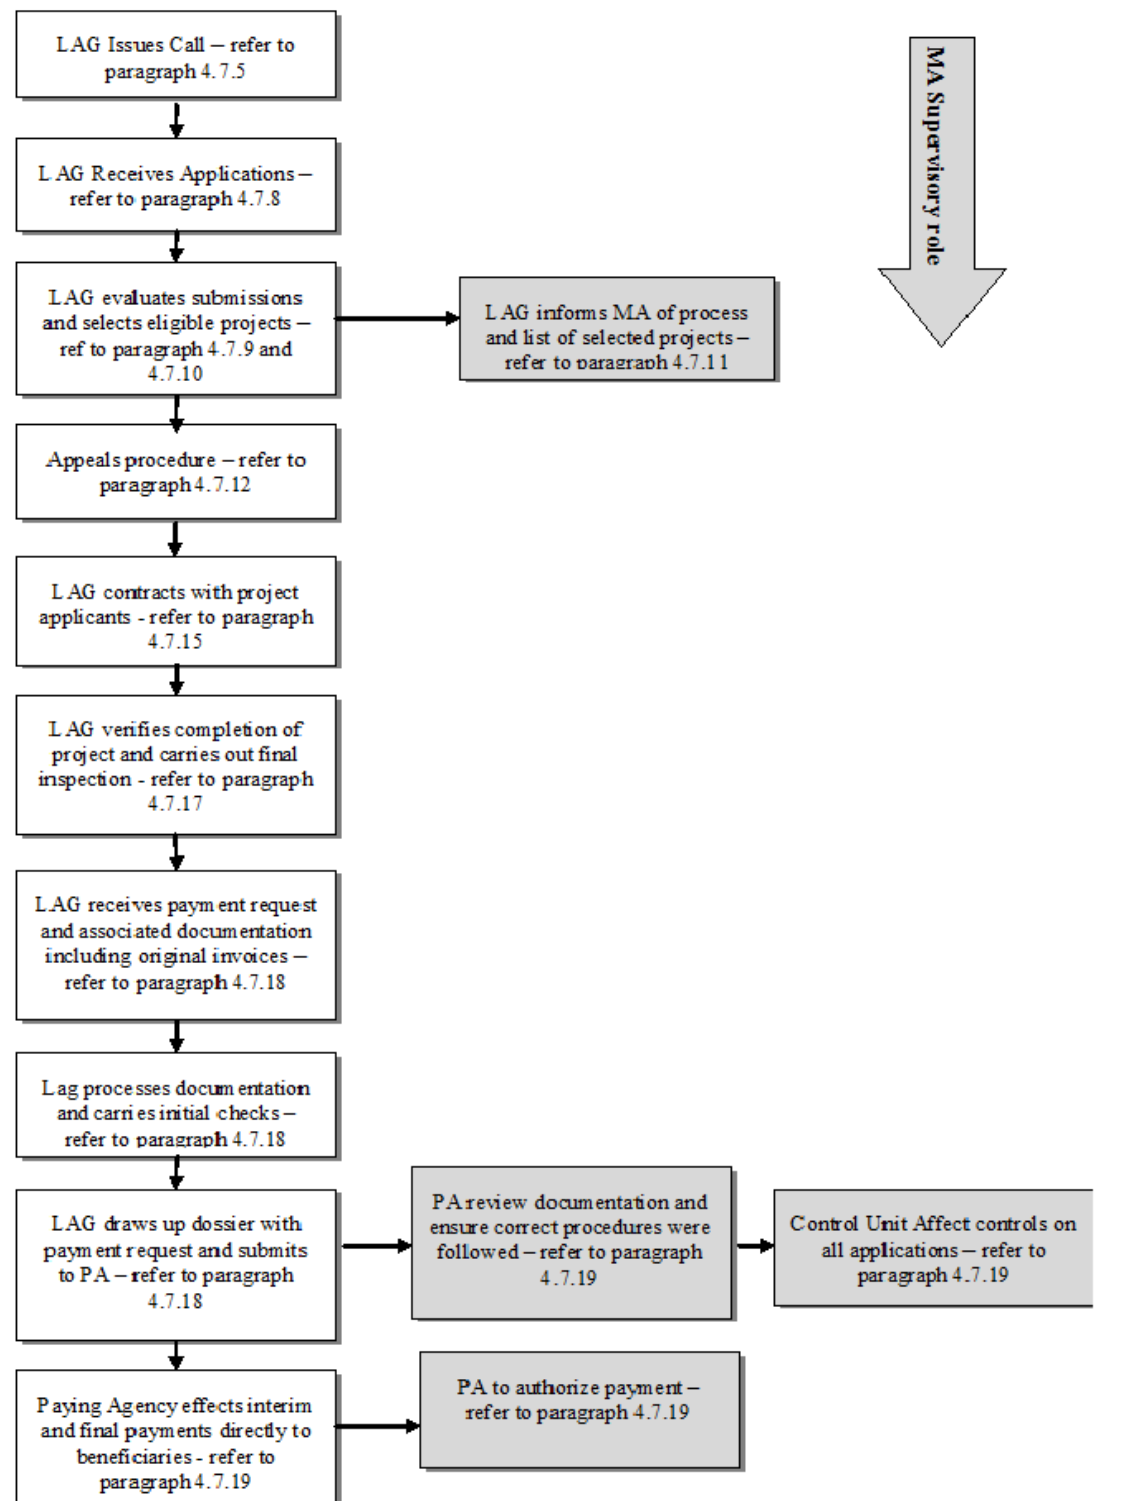 LAG Issues Call – refer to
paragraph 4.7.5
MA Supervisory role
LAG Receives Applications –
refer to paragraph 4.7.8
LAG evaluates submissions
and selects eligible projects –
ref to paragraph 4.7.9 and
4.7.10
LAG informs MA of process
and list of selected projects –
refer to paragraph 4.7.11
Appeals procedure – refer to
paragraph 4.7.12
LAG contracts with project
applicants - refer to paragraph
4.7.15
LAG verifies completion of
project and carries out final
inspection - refer to paragraph
4.7.17
LAG receives payment request
and associated documentation
including original invoices –
refer to paragraph 4.7.18
Lag processes documentation
and carries initial checks –
refer to paragraph 4.7.18
LAG draws up dossier with
payment request and submits
to PA – refer to paragraph
4.7.18
PA review documentation and
ensure correct procedures were
followed – refer to paragraph
4.7.19
Control Unit Affect controls on
all applications – refer to
paragraph 4.7.19
Paying Agency effects interim
and final payments directly to
beneficiaries - refer to
paragraph 4.7.19
PA to authorize payment –
refer to paragraph 4.7.19